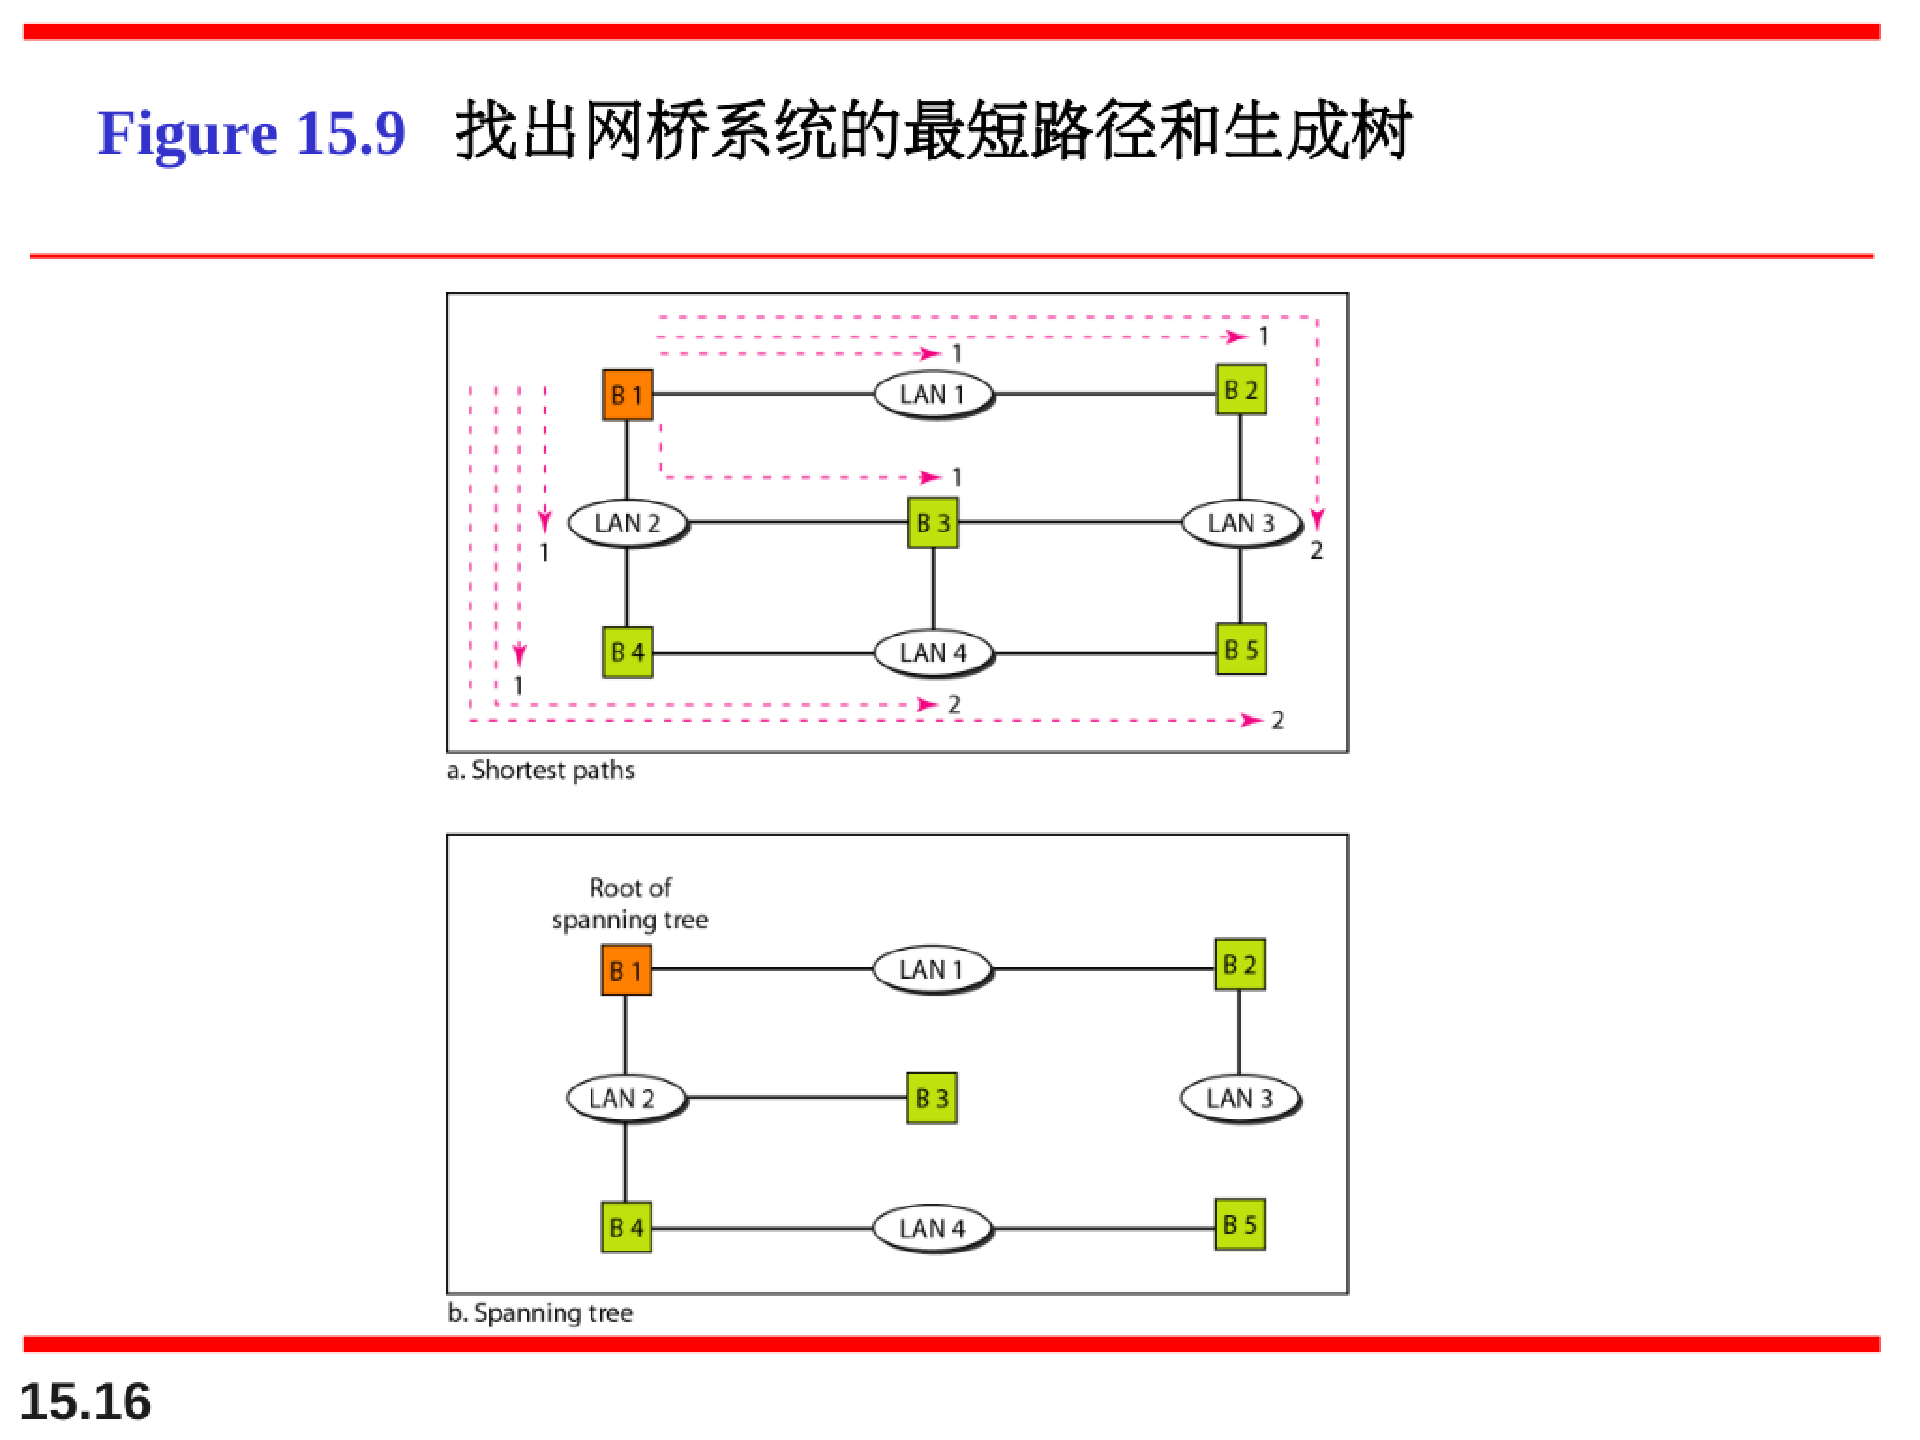 Figure 15.9 找出网桥系统的最短路径和生成树
1
1
B 1
LAN 1
B 2
1
LAN 2
B 3
LAN 3
1
2
B 4
LAN 4
B 5
1
2
2
a. Shortest paths
Root of
spanning tree
B 1
LAN 1
B 2
LAN 2
B 3
LAN 3
B 4
LAN 4
B 5
b. Spanning tree
15.16